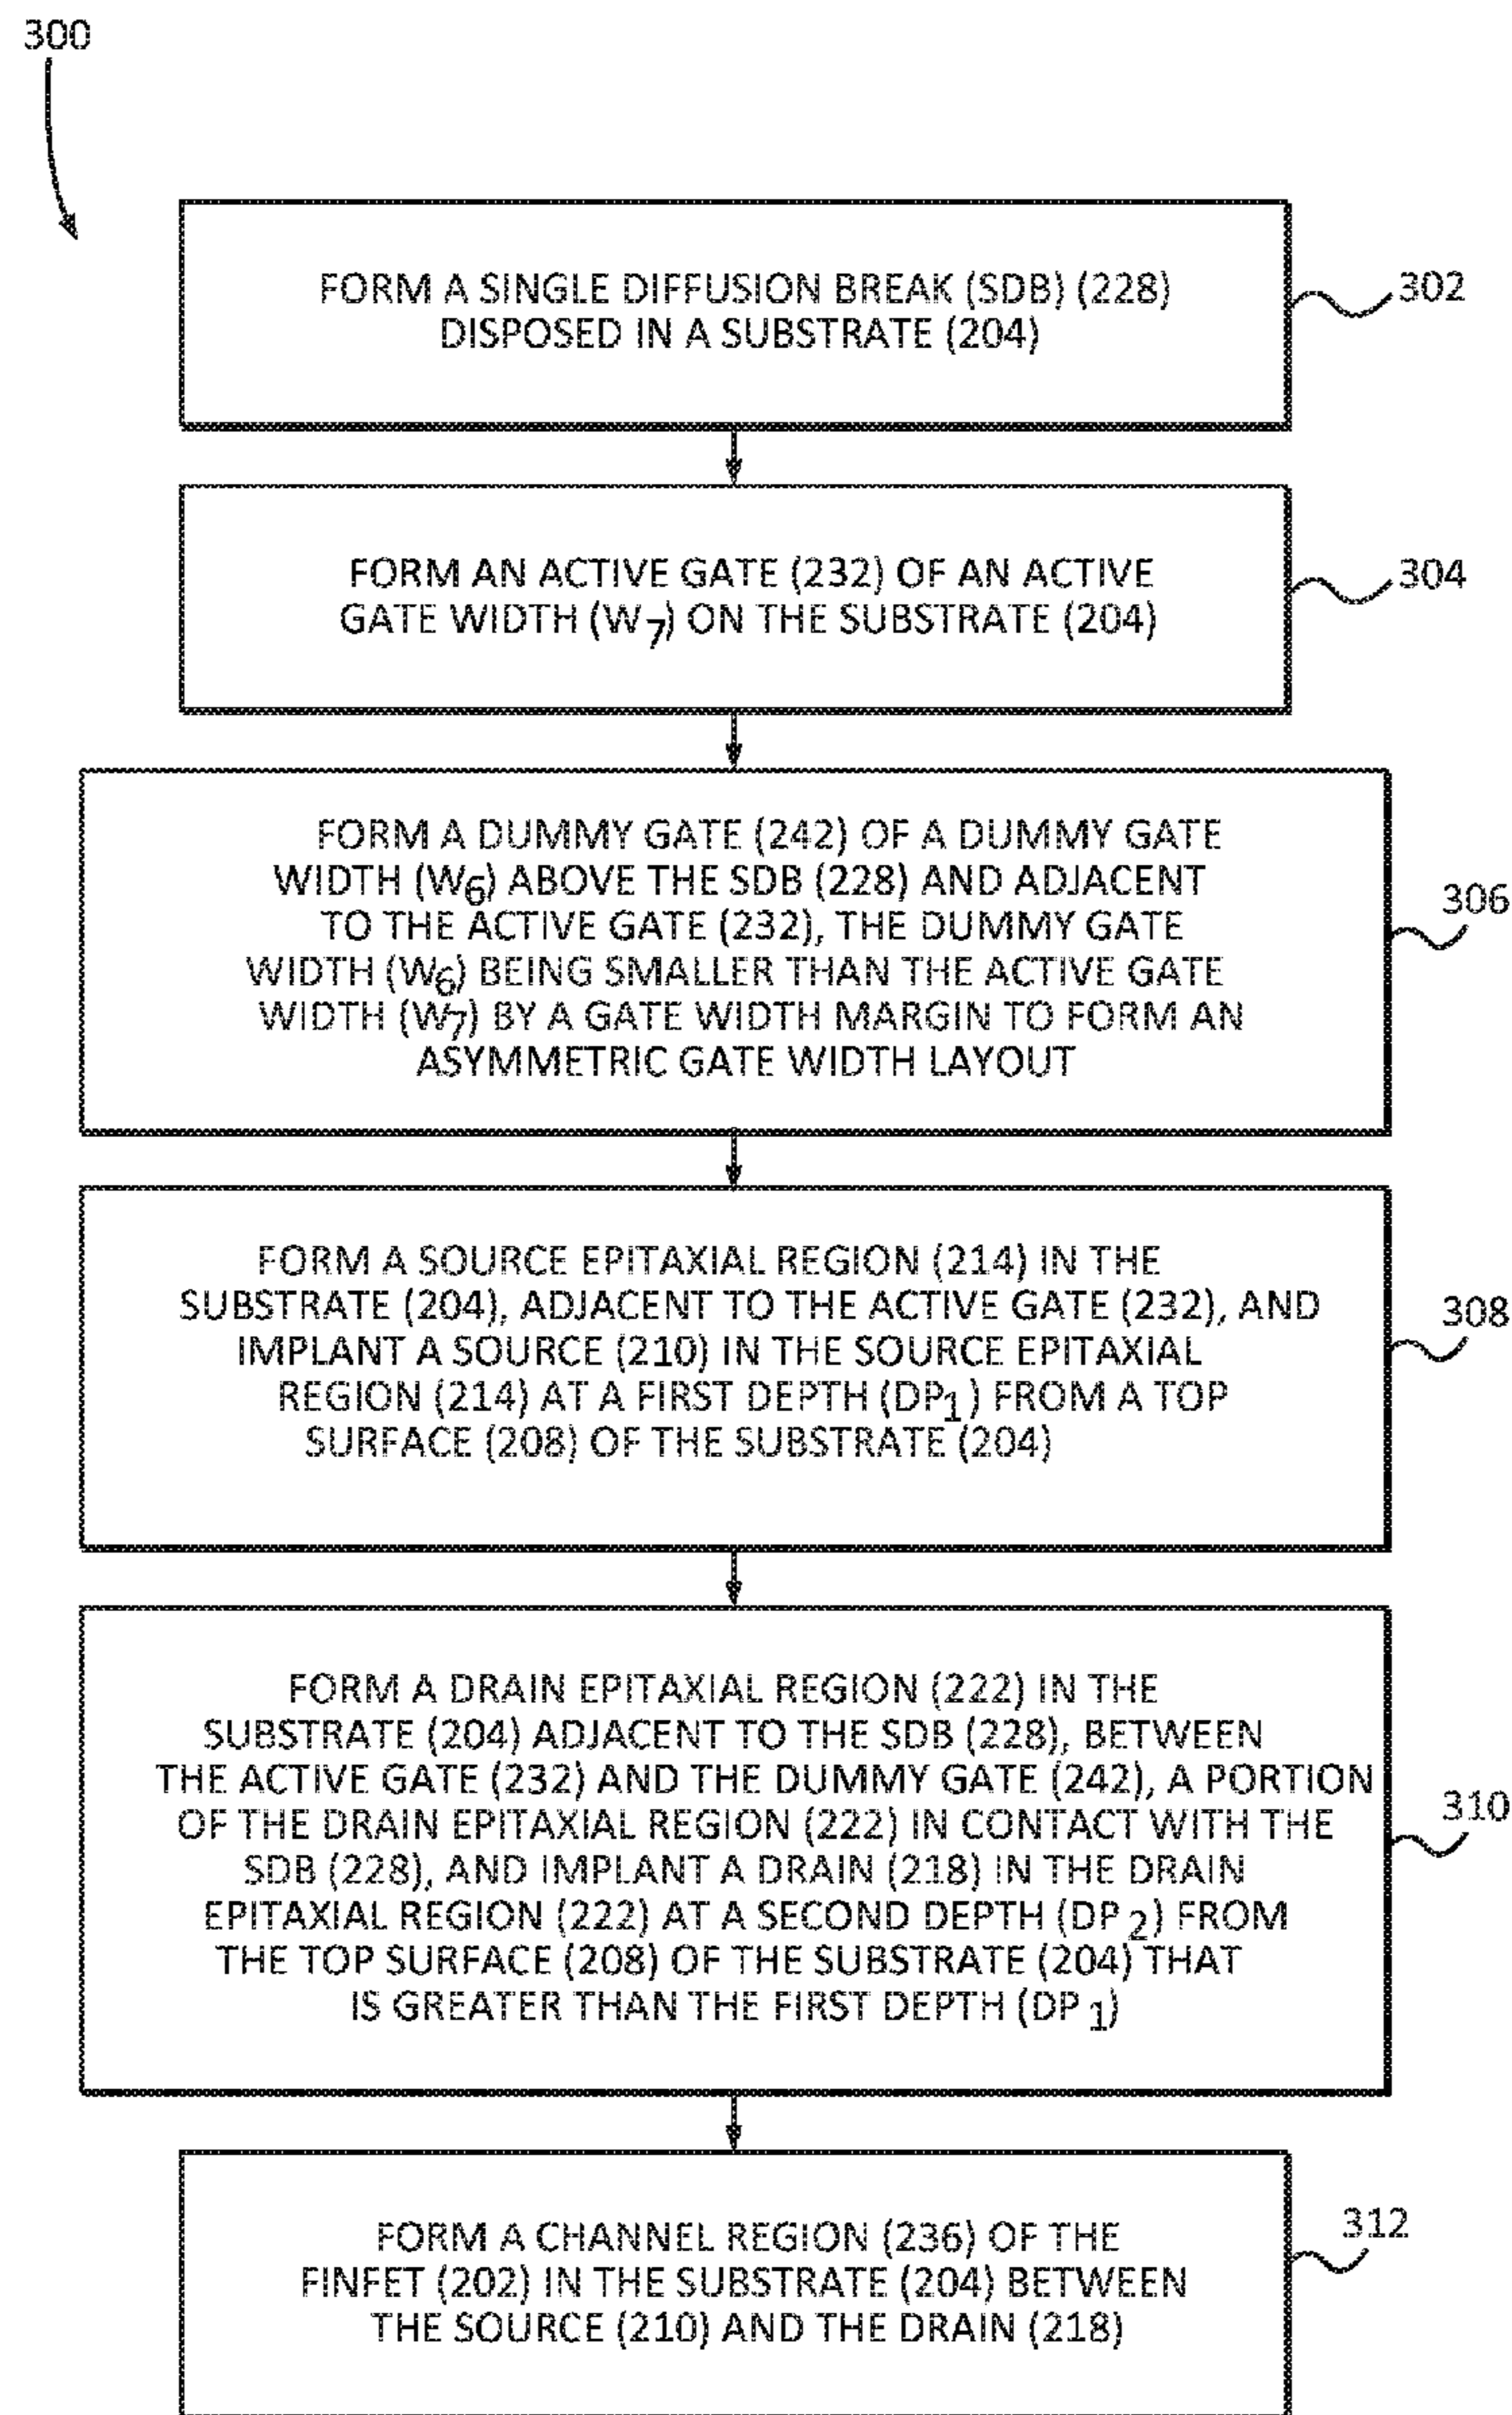 300
FORM A SINGLE DIFFUSION BREAK (SDB) (228)
DISPOSED IN A SUBSTRATE (204)
302
FORM AN ACTIVE GATE (232) OF AN ACTIVE
GATE WIDTH (W7) ON THE SUBSTRATE (204)
304
FORM A DUMMY GATE (242) OF A DUMMY GATE
WIDTH (W6) ABOVE THE SDB (228) AND ADJACENT
TO THE ACTIVE GATE (232), THE DUMMY GATE
WIDTH (W6) BEING SMALLER THAN THE ACTIVE GATE
WIDTH (W7) BY A GATE WIDTH MARGIN TO FORM AN
ASYMMETRIC GATE WIDTH LAYOUT
306
FORM A SOURCE EPITAXIAL REGION (214) IN THE
SUBSTRATE (204), ADJACENT TO THE ACTIVE GATE (232), AND
IMPLANT A SOURCE (210) IN THE SOURCE EPITAXIAL
REGION (214) AT A FIRST DEPTH (DP1) FROM A TOP
SURFACE (208) OF THE SUBSTRATE (204)
308
FORM A DRAIN EPITAXIAL REGION (222) IN THE
SUBSTRATE (204) ADJACENT TO THE SDB (228), BETWEEN
THE ACTIVE GATE (232) AND THE DUMMY GATE (242), A PORTION
OF THE DRAIN EPITAXIAL REGION (222) IN CONTACT WITH THE
SDB (228), AND IMPLANT A DRAIN (218) IN THE DRAIN
EPITAXIAL REGION (222) AT A SECOND DEPTH (DP2) FROM
THE TOP SURFACE (208) OF THE SUBSTRATE (204) THAT
IS GREATER THAN THE FIRST DEPTH (DP1)
310
FORM A CHANNEL REGION (236) OF THE
FINFET (202) IN THE SUBSTRATE (204) BETWEEN
THE SOURCE (210) AND THE DRAIN (218)
312